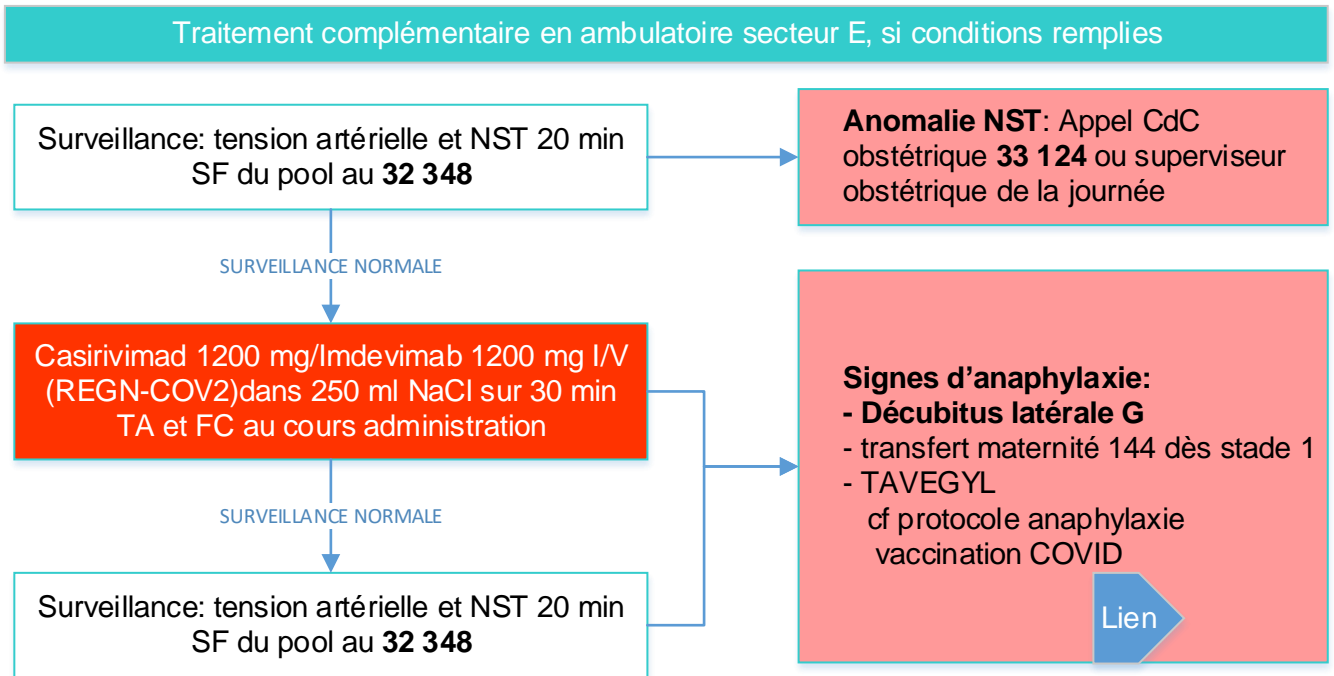 Traitement complémentaire en ambulatoire secteur E, si conditions remplies
Surveillance: tension artérielle et NST 20 min
SF du pool au 32 348
Anomalie NST: Appel CdC
obstétrique 33 124 ou superviseur
obstétrique de la journée
SURVEILLANCE NORMALE
Casirivimad 1200 mg/Imdevimab 1200 mg I/V
(REGN-COV2)dans 250 ml NaCl sur 30 min
TA et FC au cours administration
Signes d'anaphylaxie:
- Décubitus latérale G
- transfert maternité 144 dès stade 1
- TAVEGYL
cf protocole anaphylaxie
vaccination COVID
Lien
SURVEILLANCE NORMALE
Surveillance: tension artérielle et NST 20 min
SF du pool au 32 348